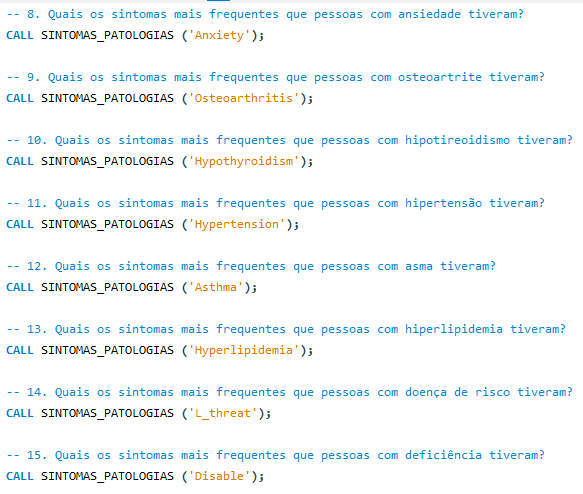 -- 8. Quais os sintomas mais frequentes que pessoas com ansiedade tiveram?
CALL SINTOMAS_PATOLOGIAS ('Anxiety');
-- 9. Quais os sintomas mais frequentes que pessoas com osteoartrite tiveram?
CALL SINTOMAS_PATOLOGIAS ('Osteoarthritis');
-- 10. Quais os sintomas mais frequentes que pessoas com hipotireoidismo tiveram?
CALL SINTOMAS_PATOLOGIAS ('Hypothyroidism');
-- 11. Quais os sintomas mais frequentes que pessoas com hipertensão tiveram?
CALL SINTOMAS_PATOLOGIAS ('Hypertension');
-- 12. Quais os sintomas mais frequentes que pessoas com asma tiveram?
CALL SINTOMAS_PATOLOGIAS ('Asthma');
-- 13. Quais os sintomas mais frequentes que pessoas com hiperlipidemia tiveram?
CALL SINTOMAS_PATOLOGIAS ('Hyperlipidemia');
-- 14. Quais os sintomas mais frequentes que pessoas com doença de risco tiveram?
CALL SINTOMAS_PATOLOGIAS ('L_threat');
-- 15. Quais os sintomas mais frequentes que pessoas com deficiência tiveram?
CALL SINTOMAS_PATOLOGIAS ('Disable');